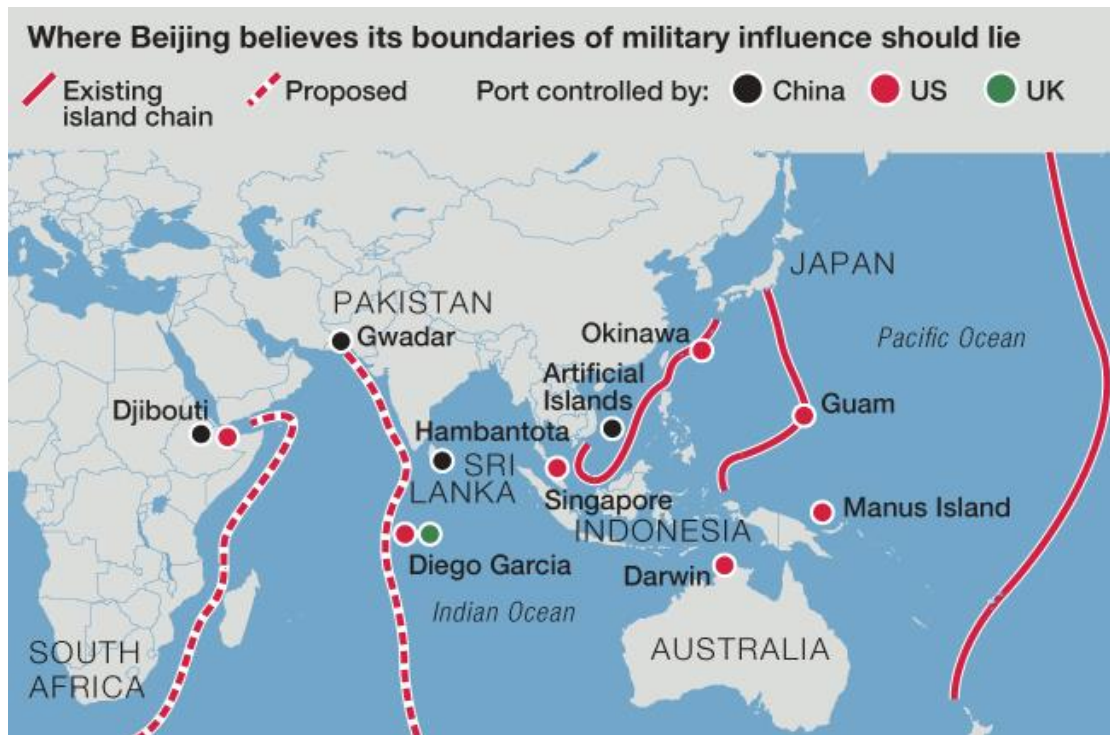 Where Beijing believes its boundaries of military influence should lie
Existing
island chain
Proposed
Port controlled by:
China
US
UK
JAPAN
PAKISTAN
Gwadar
Okinawa
Pacific Ocean
Artificial
Islands
Djibouti
Guam
Hambantota
SRI
LANKA
Singapore
Manus Island
INDONESIA
Diego Garcia
Darwin
Indian Ocean
SOUTH
AFRICA
AUSTRALIA